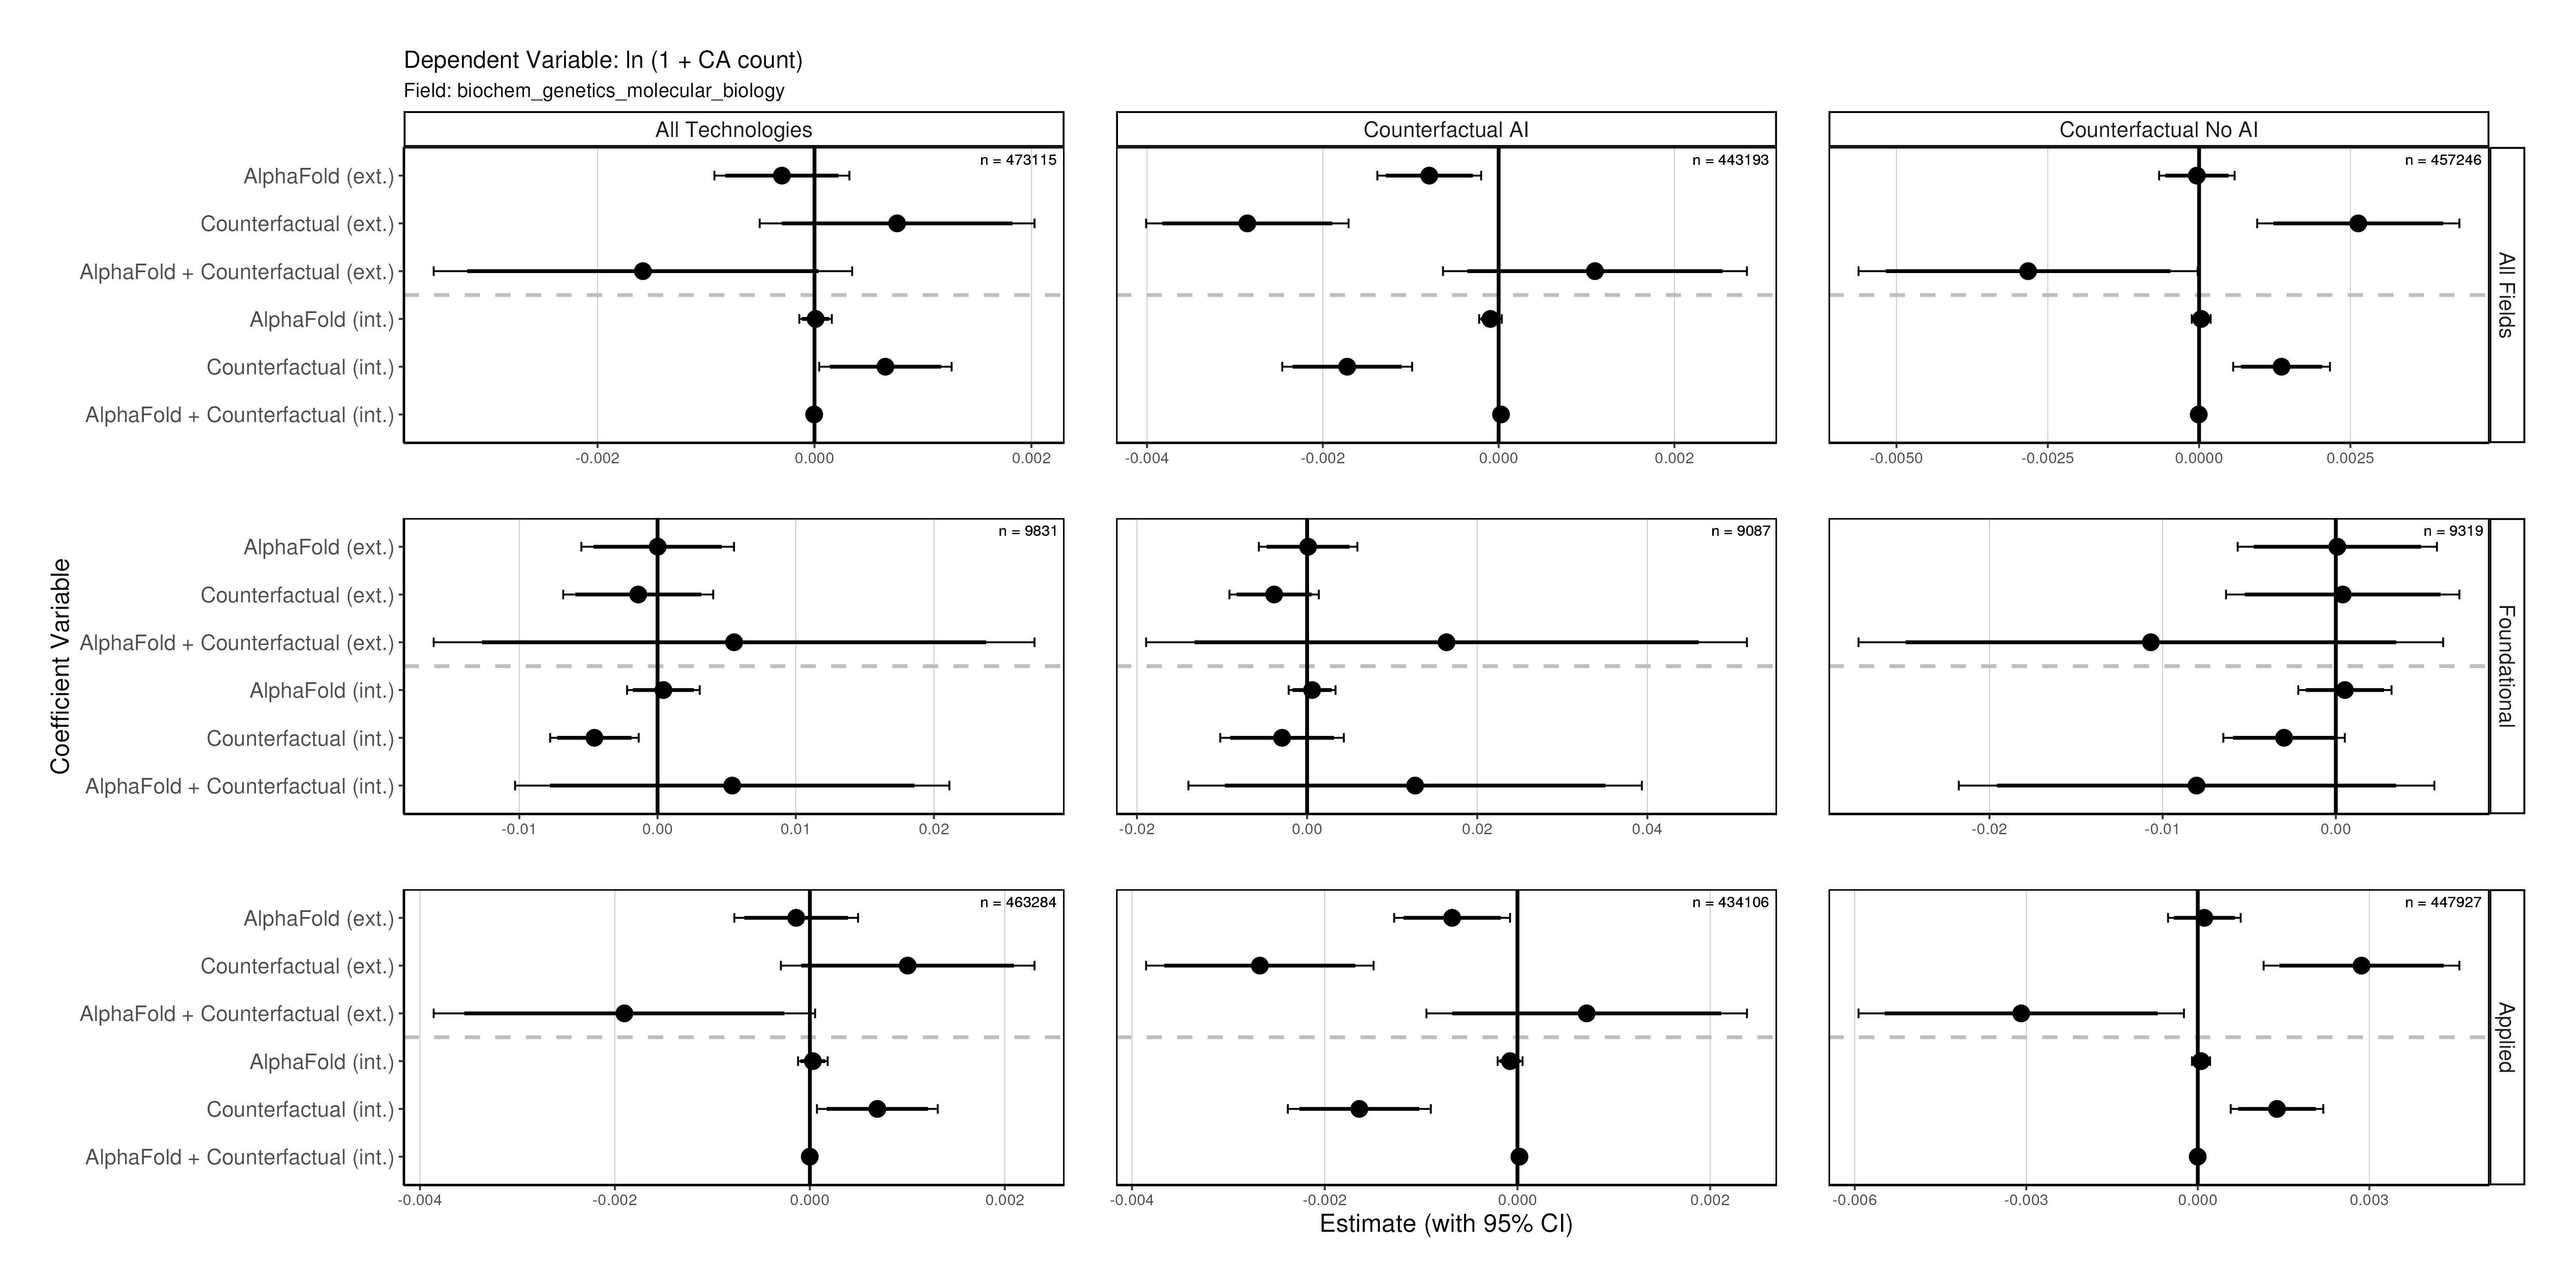 Dependent Variable: ln (1 + CA count)
Field: biochem_genetics_molecular_biology
All Technologies
Counterfactual AI
Counterfactual No AI
Coefficient Variable
AlphaFold (ext.)
Counterfactual (ext.)
AlphaFold + Counterfactual (ext.)
AlphaFold (int.)
Counterfactual (int.)
AlphaFold + Counterfactual (int.)
n = 473115
n = 443193
n = 457246
All Fields
-0.002 0.000 0.002
-0.004 -0.002 0.000 0.002
-0.0050 -0.0025 0.0000 0.0025
AlphaFold (ext.)
Counterfactual (ext.)
AlphaFold + Counterfactual (ext.)
AlphaFold (int.)
Counterfactual (int.)
AlphaFold + Counterfactual (int.)
n = 9831
n = 9087
n = 9319
Foundational
-0.01 0.00 0.01 0.02
-0.02 0.00 0.02 0.04
-0.02 -0.01 0.00
AlphaFold (ext.)
Counterfactual (ext.)
AlphaFold + Counterfactual (ext.)
AlphaFold (int.)
Counterfactual (int.)
AlphaFold + Counterfactual (int.)
n = 463284
n = 434106
n = 447927
Applied
-0.004 -0.002 0.000 0.002
-0.004 -0.002 0.000 0.002
-0.006 -0.003 0.000 0.003
Estimate (with 95% CI)